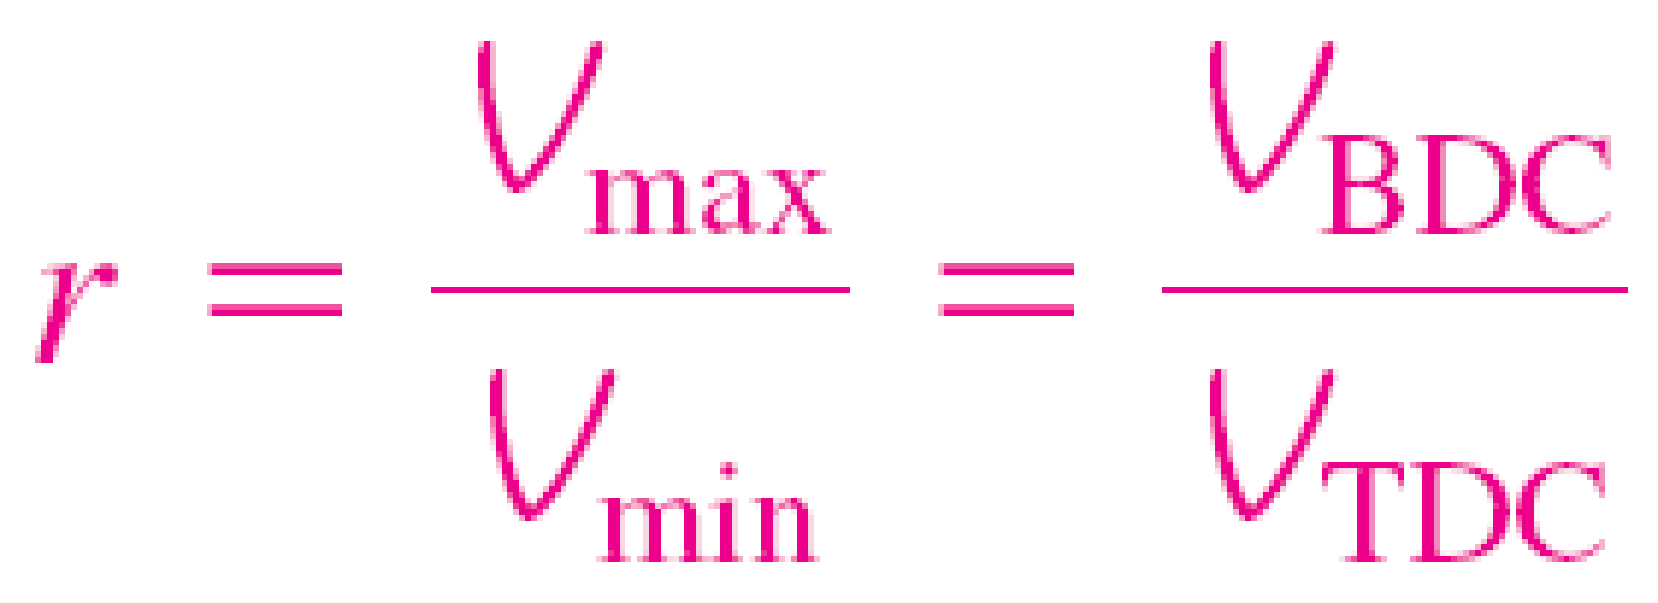 r = V_max / V_min = V_BDC / V_TDC